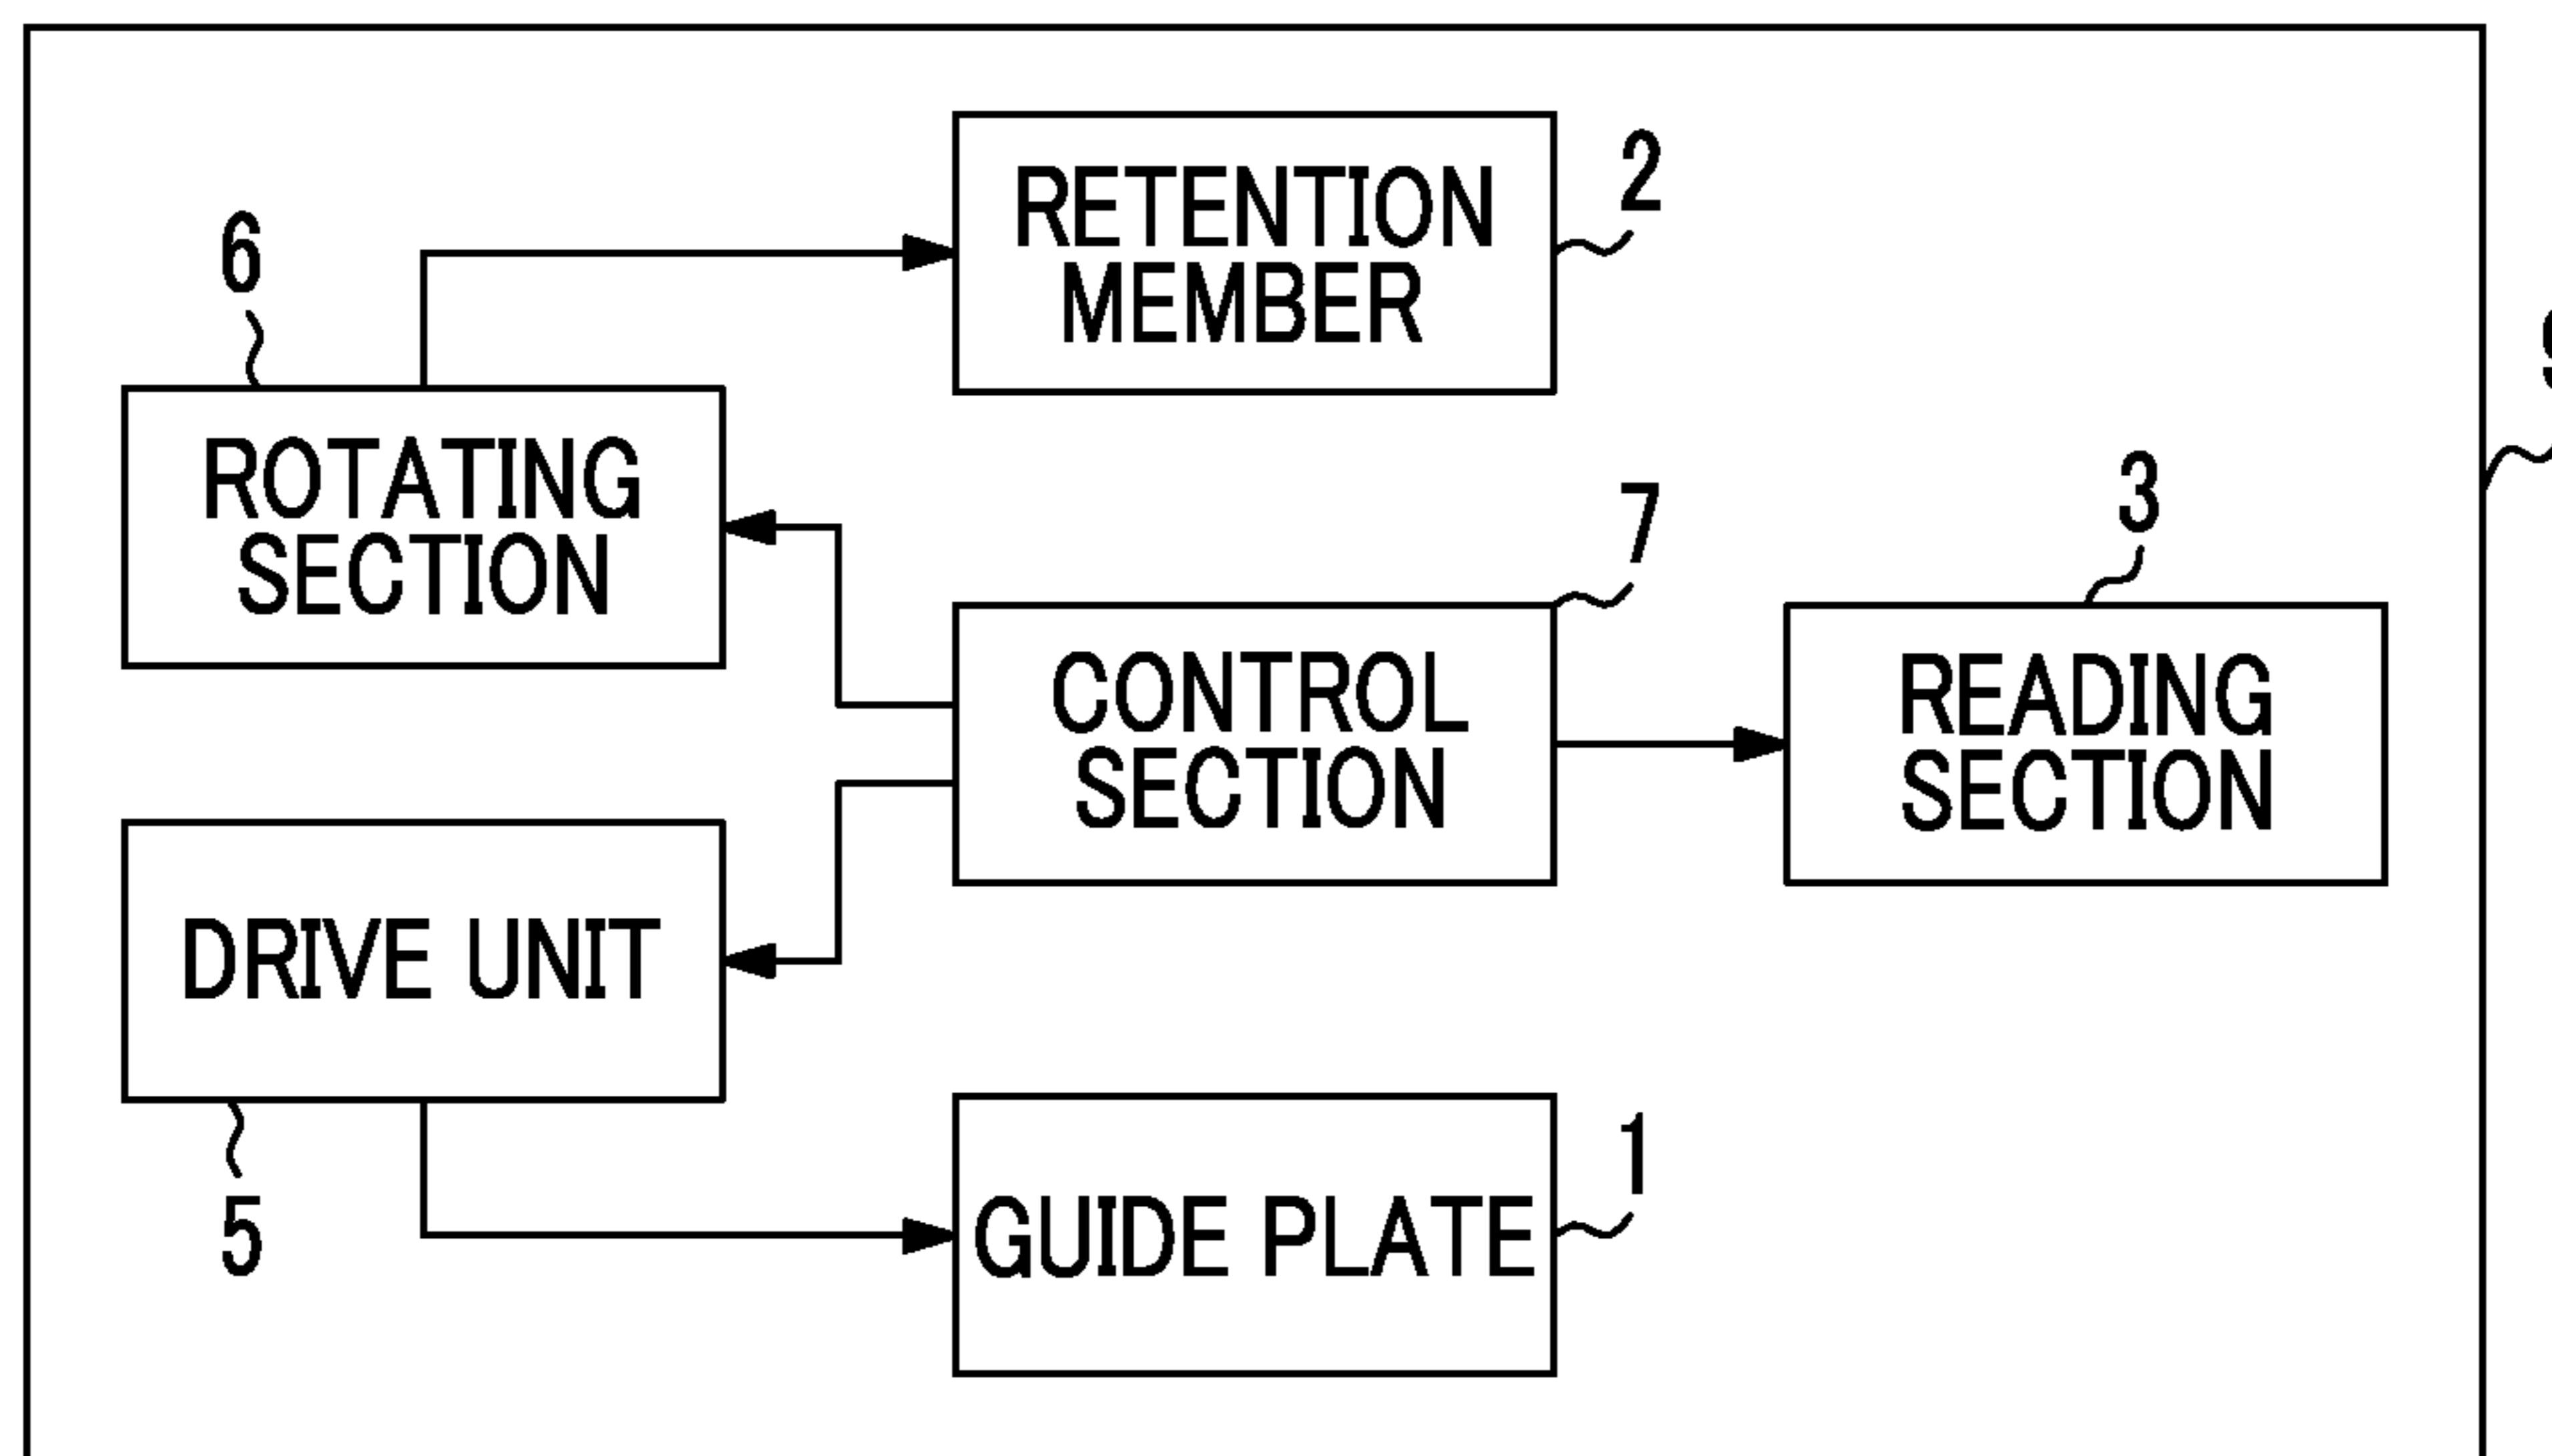 2
RETENTION
MEMBER
6
ROTATING
SECTION
7
CONTROL
SECTION
3
READING
SECTION
DRIVE UNIT
5
1
GUIDE PLATE